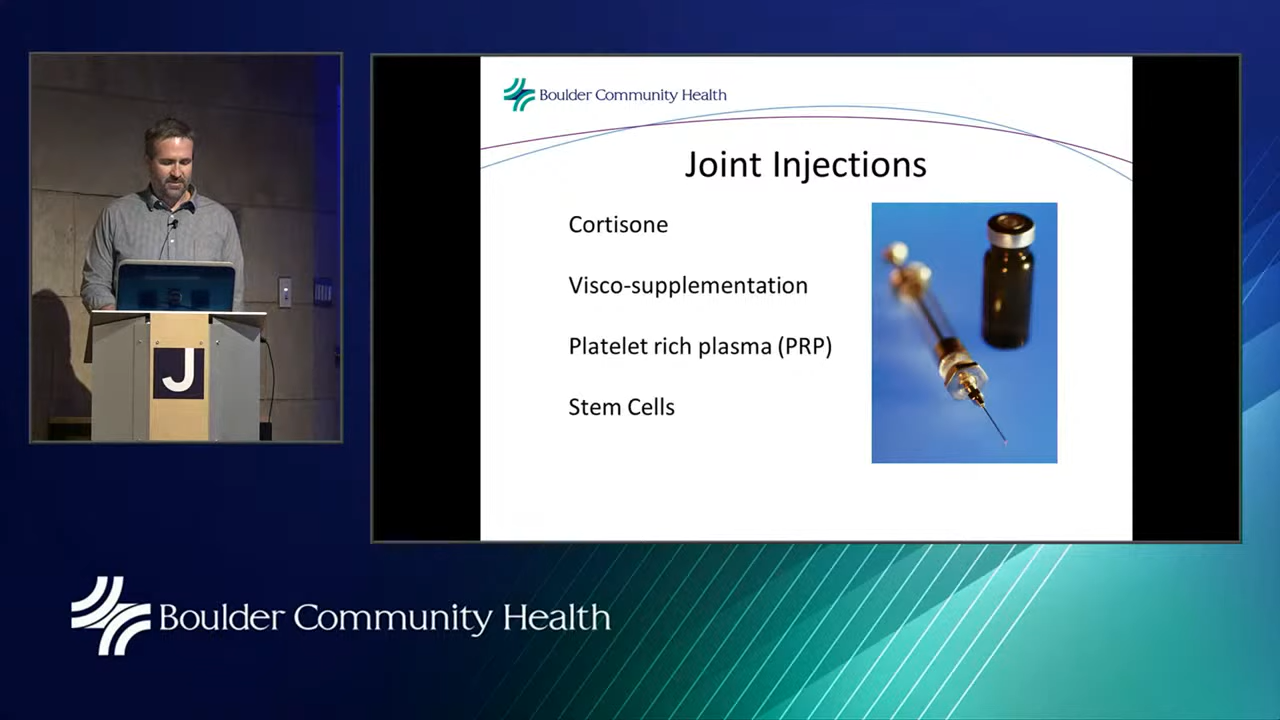 Boulder Community Health
Joint Injections
Cortisone
Visco-supplementation
Platelet rich plasma (PRP)
Stem Cells
J
Boulder Community Health